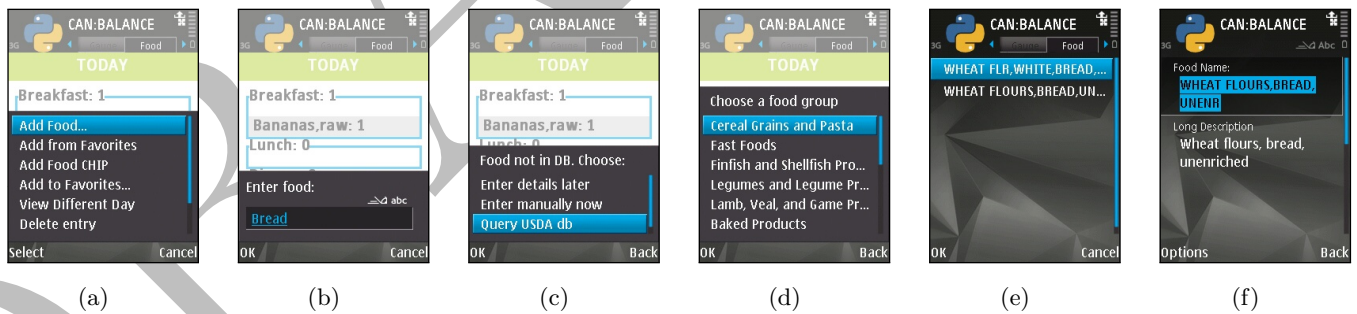 CAN:BALANCE
3G
Food
TODAY
Breakfast: 1
Add Food...
Add from Favorites
Add Food CHIP
Add to Favorites...
View Different Day
Delete entry
Select Cancel
(a)
CAN:BALANCE
3G
Food
TODAY
Breakfast: 1
Bananas,raw: 1
Lunch: 0
Enter food:
abc
Bread
OK Cancel
(b)
CAN:BALANCE
3G
Food
TODAY
Breakfast: 1
Bananas,raw: 1
Lunch: 0
Food not in DB. Choose:
Enter details later
Enter manually now
Query USDA db
OK Back
(c)
CAN:BALANCE
3G
Food
TODAY
Choose a food group
Cereal Grains and Pasta
Fast Foods
Finfish and Shellfish Pro...
Legumes and Legume Pr...
Lamb, Veal, and Game Pr...
Baked Products
OK Back
(d)
CAN:BALANCE
3G
Food
WHEAT FLR,WHITE,BREAD,...
WHEAT FLOURS,BREAD,UN...
OK Cancel
(e)
CAN:BALANCE
3G
Abc
Food Name:
WHEAT FLOURS,BREAD,
UNENR
Long Description
Wheat flours, bread,
unenriched
Options Back
(f)